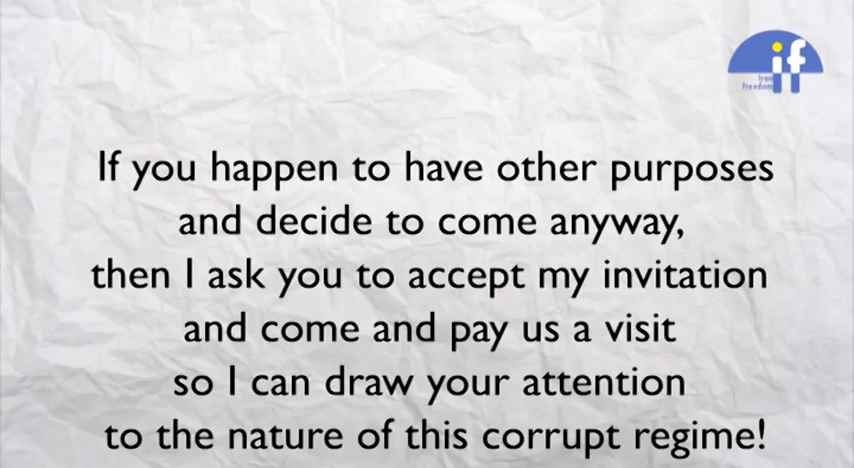 if
Iran
freedom
If you happen to have other purposes
and decide to come anyway,
then I ask you to accept my invitation
and come and pay us a visit
so I can draw your attention
to the nature of this corrupt regime!